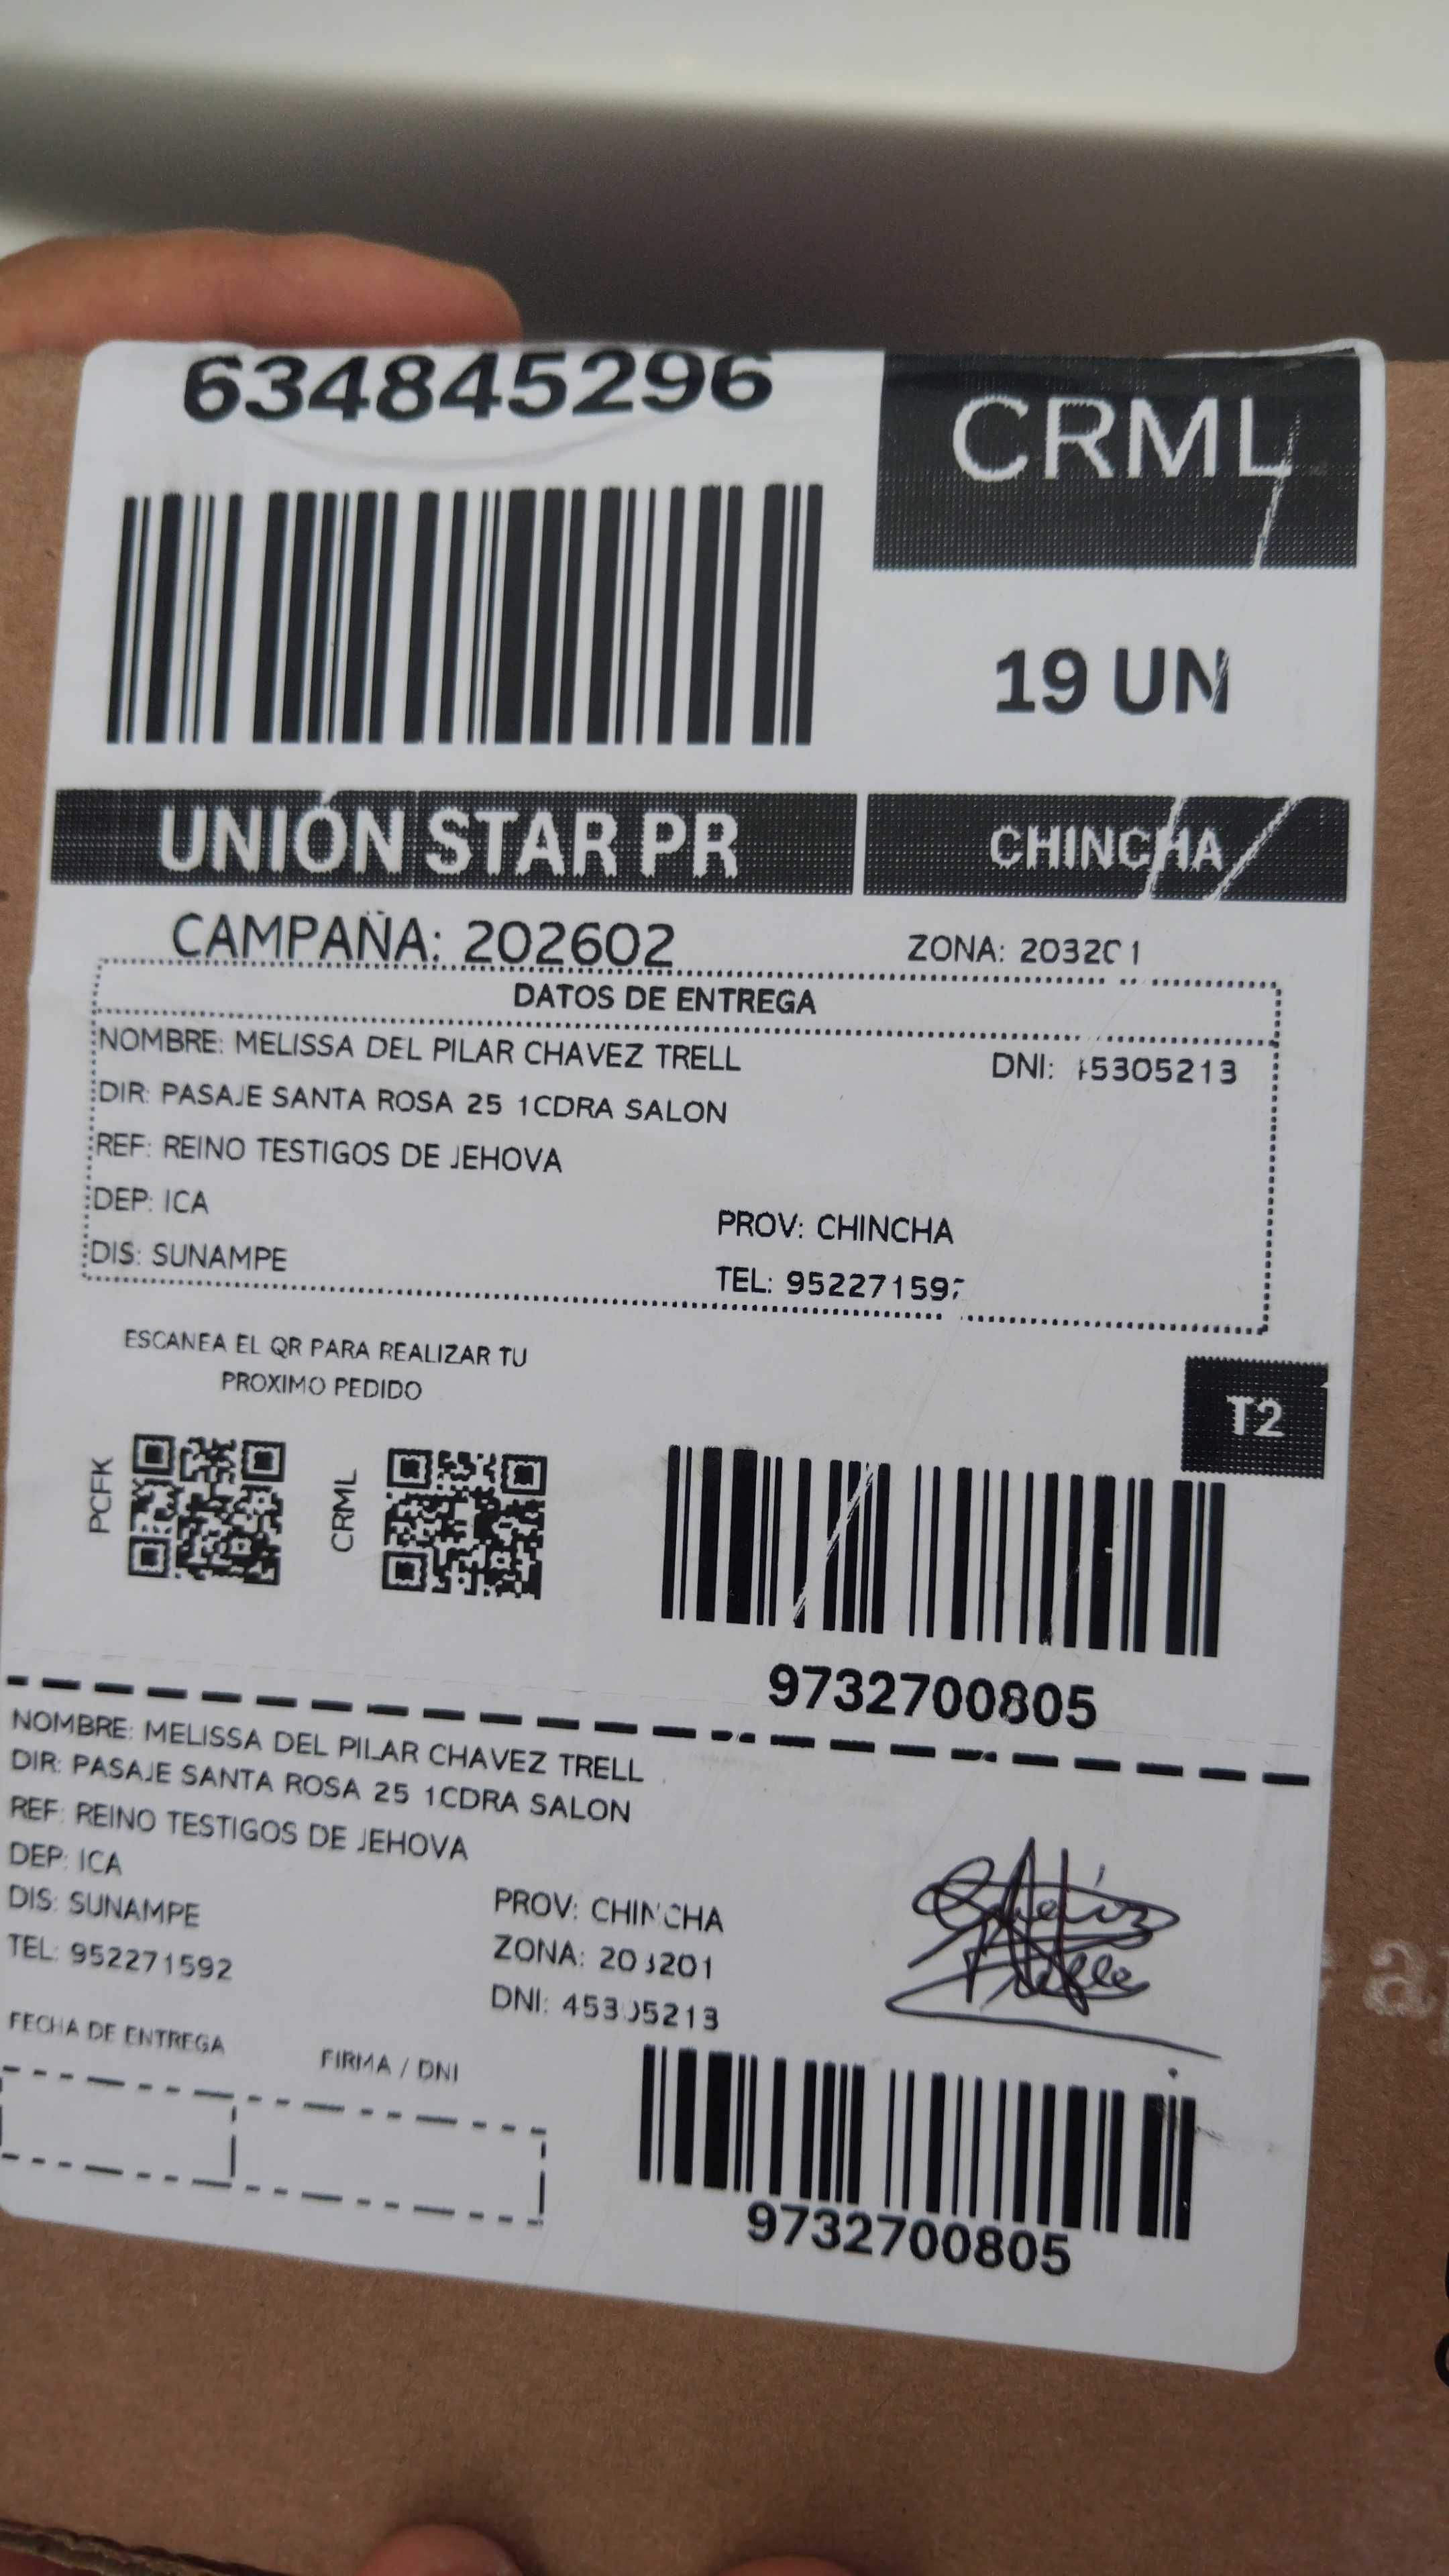 634845296
CRML
19 UN
UNIÓN STAR PR
CHINCHA
CAMPAÑA: 202602
ZONA: 203201
DATOS DE ENTREGA
NOMBRE: MELISSA DEL PILAR CHAVEZ TRELL
DNI: 45305213
DIR: PASAJE SANTA ROSA 25 1CDRA SALON
REF: REINO TESTIGOS DE JEHOVA
DEP: ICA
PROV: CHINCHA
DIS: SUNAMPE
TEL: 952271592
ESCANEA EL QR PARA REALIZAR TU
PROXIMO PEDIDO
T2
PCFK
CRML
9732700805
NOMBRE: MELISSA DEL PILAR CHAVEZ TRELL
DIR: PASAJE SANTA ROSA 25 1CDRA SALON
REF: REINO TESTIGOS DE JEHOVA
DEP: ICA
DIS: SUNAMPE
PROV: CHINCHA
TEL: 952271592
ZONA: 203201
DNI: 45305213
FECHA DE ENTREGA
FIRMA / DNI
9732700805